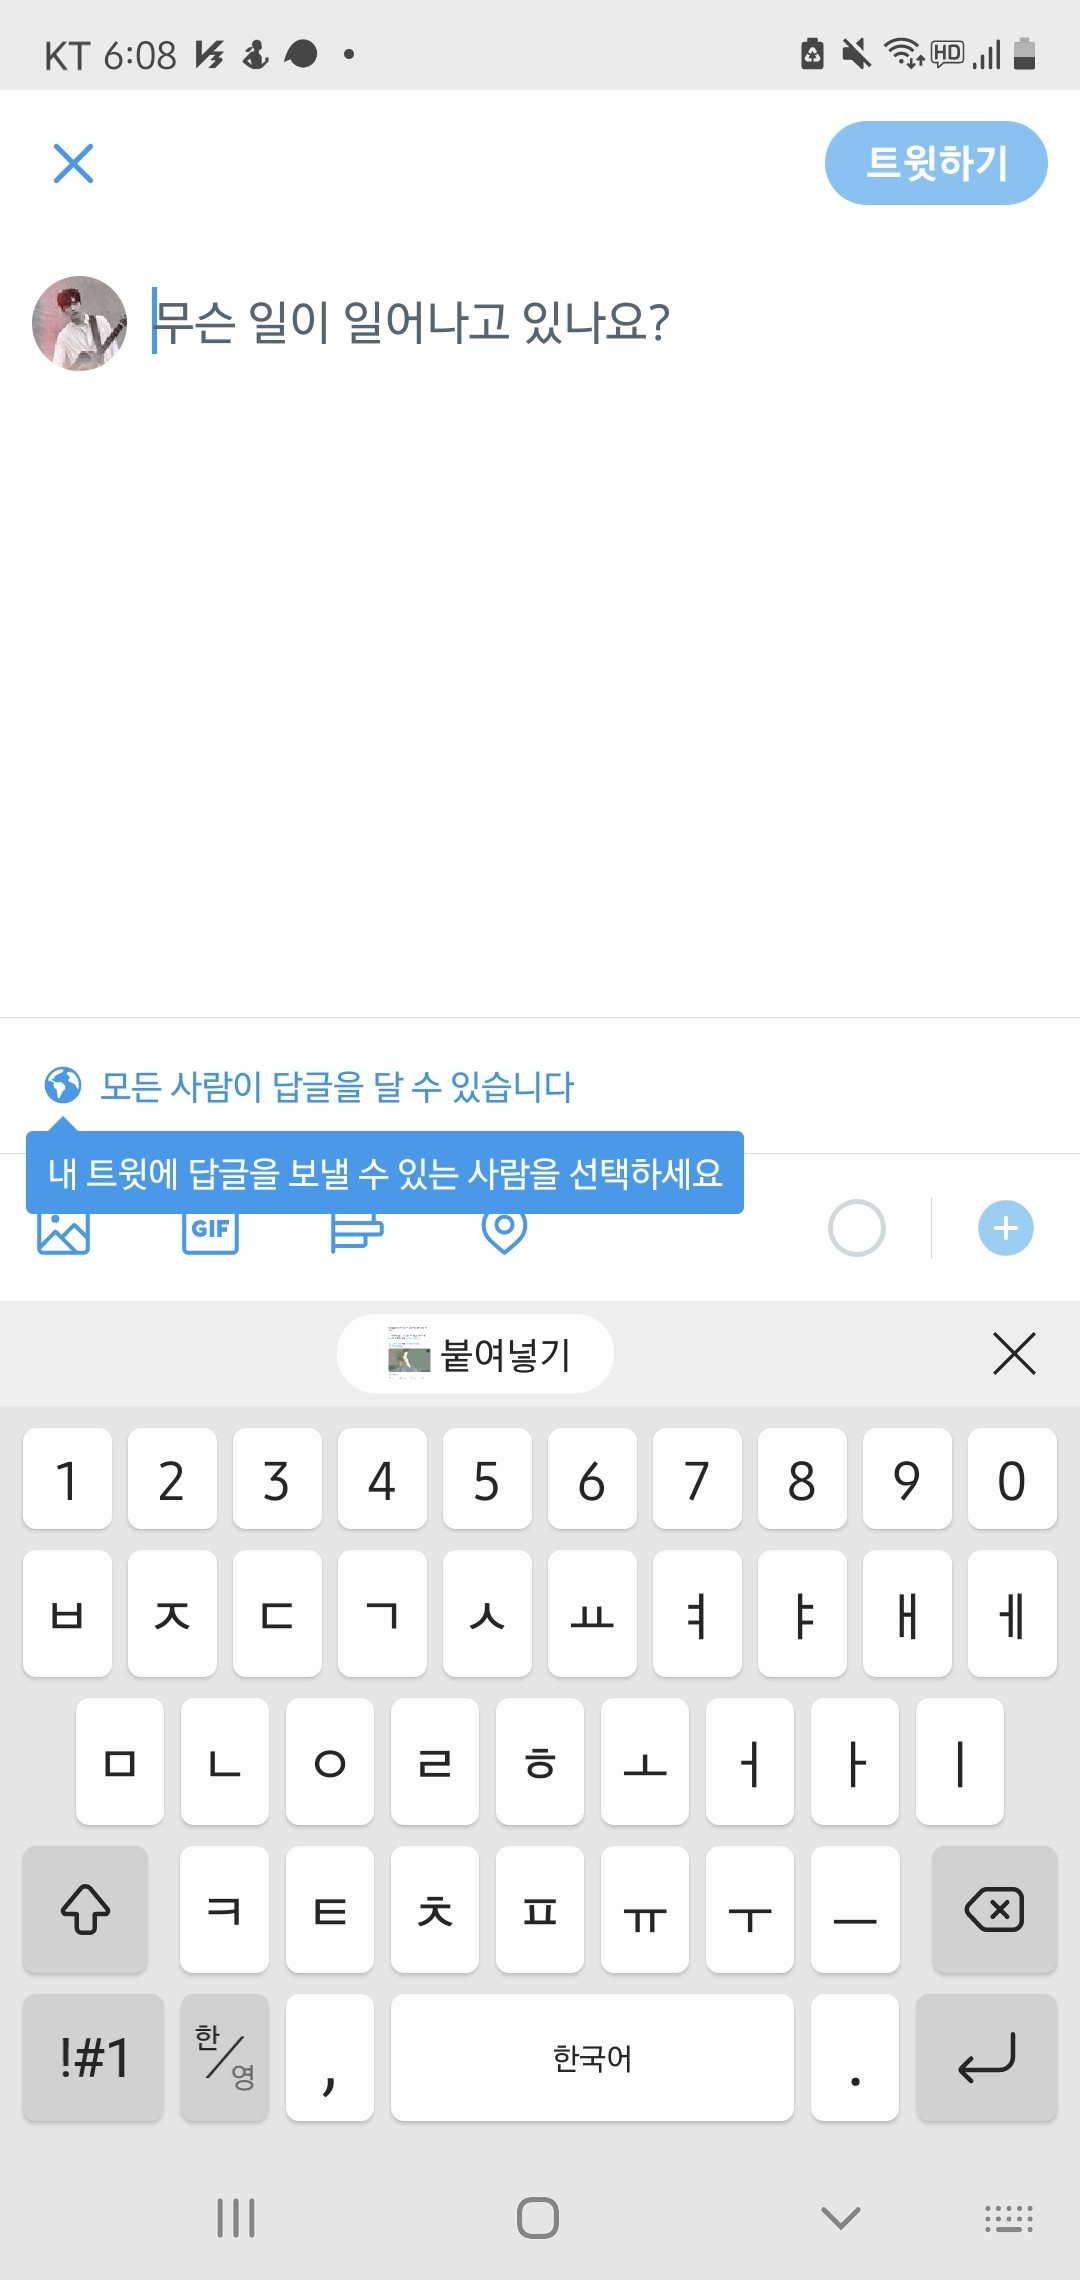 KT 6:08
HD
트윗하기
무슨 일이 일어나고 있나요?
모든 사람이 답글을 달 수 있습니다
내 트윗에 답글을 보낼 수 있는 사람을 선택하세요
GIF
붙여넣기
1 2 3 4 5 6 7 8 9 0
ㅂ ㅈ ㄷ ㄱ ㅅ ㅛ ㅕ ㅑ ㅐ ㅔ
ㅁ ㄴ ㅇ ㄹ ㅎ ㅗ ㅓ ㅏ ㅣ
ㅋ ㅌ ㅊ ㅍ ㅠ ㅜ ㅡ
!#1 한/영 , 한국어 .